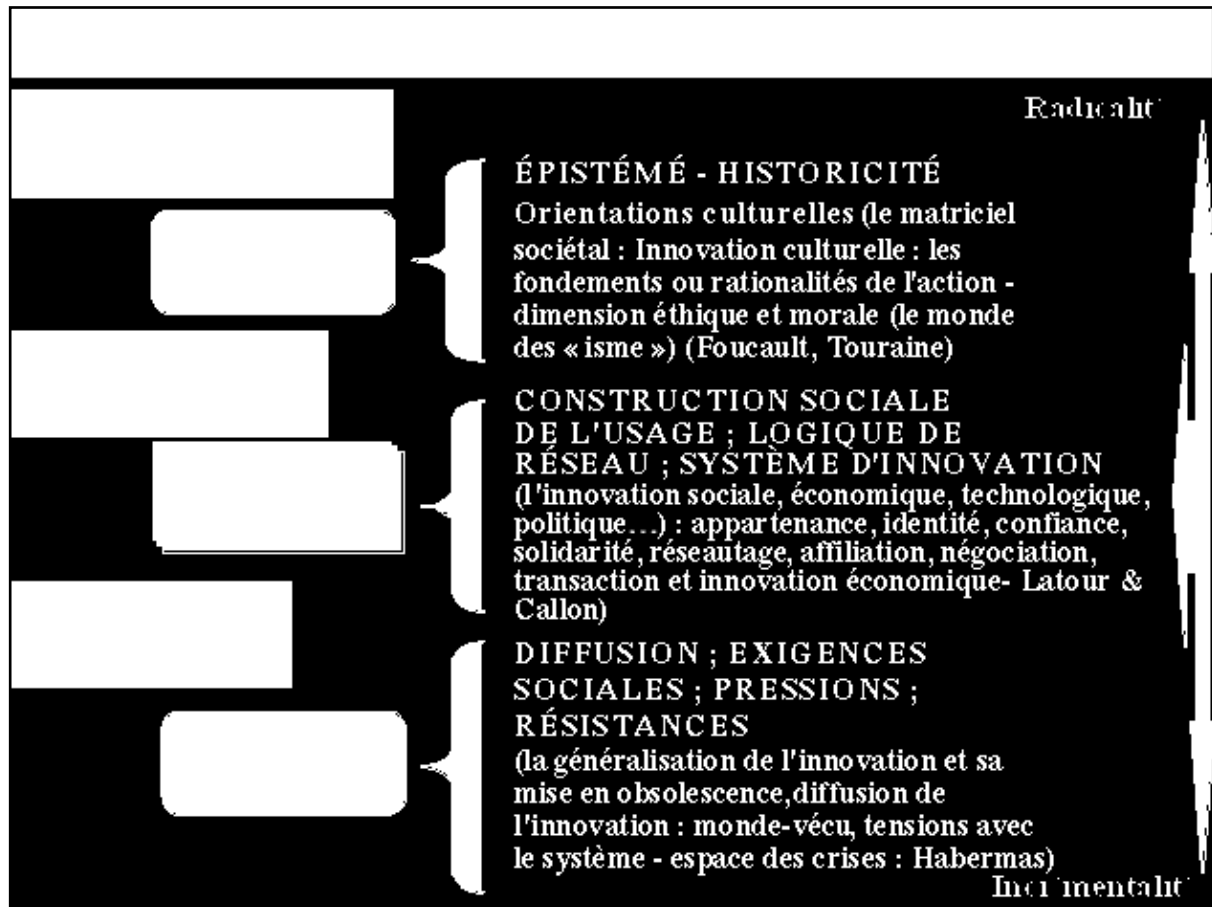 Radicalit
ÉPISTÉMÉ - HISTORICITÉ
Orientations culturelles (le matriciel
sociétal : Innovation culturelle : les
fondements ou rationalités de l'action -
dimension éthique et morale (le monde
des « isme ») (Foucault, Touraine)
CONSTRUCTION SOCIALE
DE L'USAGE ; LOGIQUE DE
RÉSEAU ; SYSTÈME D'INNOVATION
(l'innovation sociale, économique, technologique,
politique…) : appartenance, identité, confiance,
solidarité, réseautage, affiliation, négociation,
transaction et innovation économique- Latour &
Callon)
DIFFUSION ; EXIGENCES
SOCIALES ; PRESSIONS ;
RÉSISTANCES
(la généralisation de l'innovation et sa
mise en obsolescence,diffusion de
l'innovation : monde-vécu, tensions avec
le système - espace des crises : Habermas)